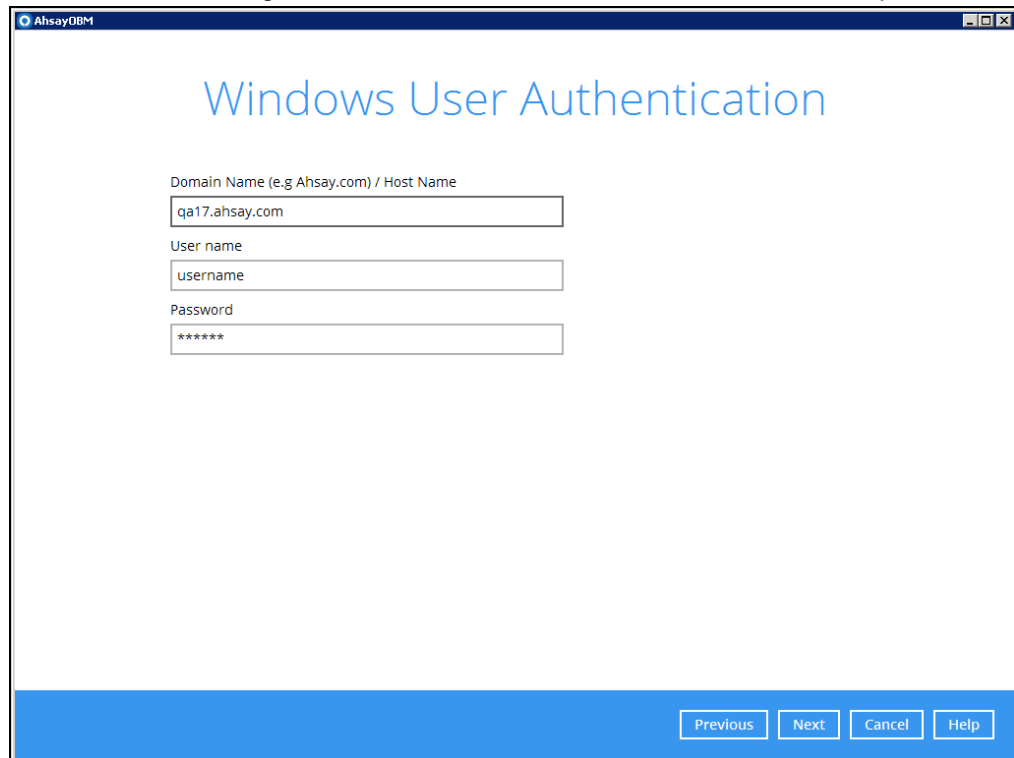 AhsayOBM
Windows User Authentication
Domain Name (e.g Ahsay.com) / Host Name
qa17.ahsay.com
User name
username
Password
******
Previous Next Cancel Help